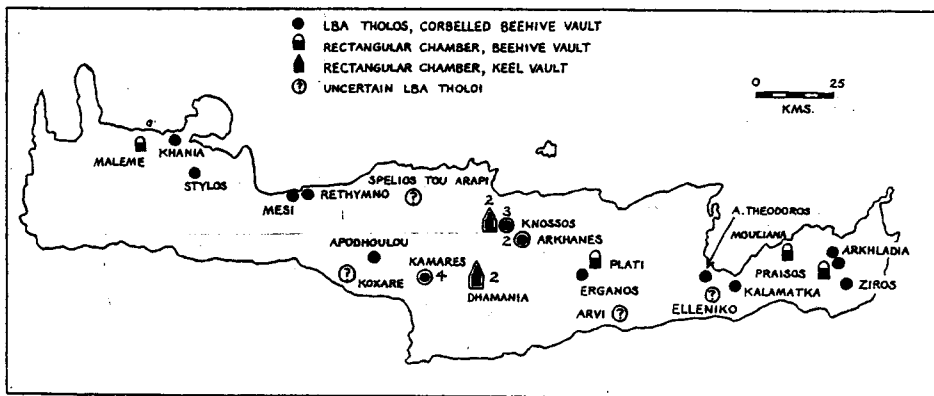 LBA THOLOS, CORBELLED BEEHIVE VAULT
RECTANGULAR CHAMBER, BEEHIVE VAULT
RECTANGULAR CHAMBER, KEEL VAULT
? UNCERTAIN LBA THOLOI
0 25
KMS.
MALEME
KHANIA
STYLOS
MESI
RETHYMNO
SPELIOS TOU ARAPI
?
2
3
KNOSSOS
2
ARKHANES
A. THEODOROS
MOULIANA
ARKHLADIA
APODHOULOU
KAMARES
4
?
KOXARE
2
DHAMANIA
PLATI
ERGANOS
ARVI ?
PRAISOS
ZIROS
KALAMATKA
?
ELLENIKO